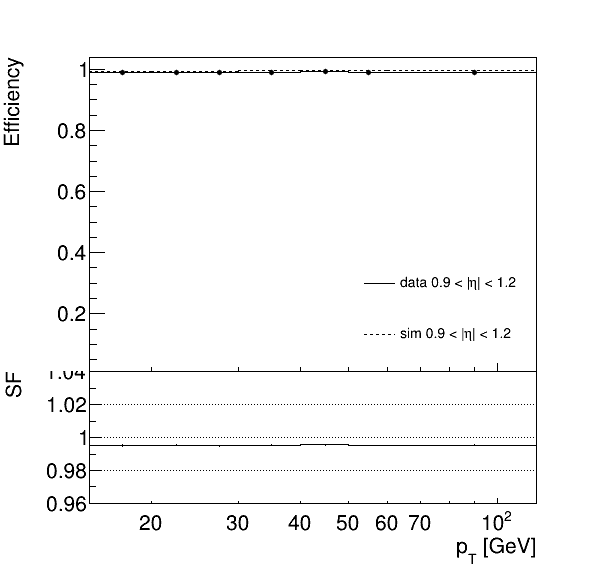 Efficiency
1
0.8
0.6
0.4
0.2
data 0.9 < |η| < 1.2
sim 0.9 < |η| < 1.2
SF
1.04
1.02
1
0.98
0.96
20 30 40 50 60 70 10²
p_T [GeV]